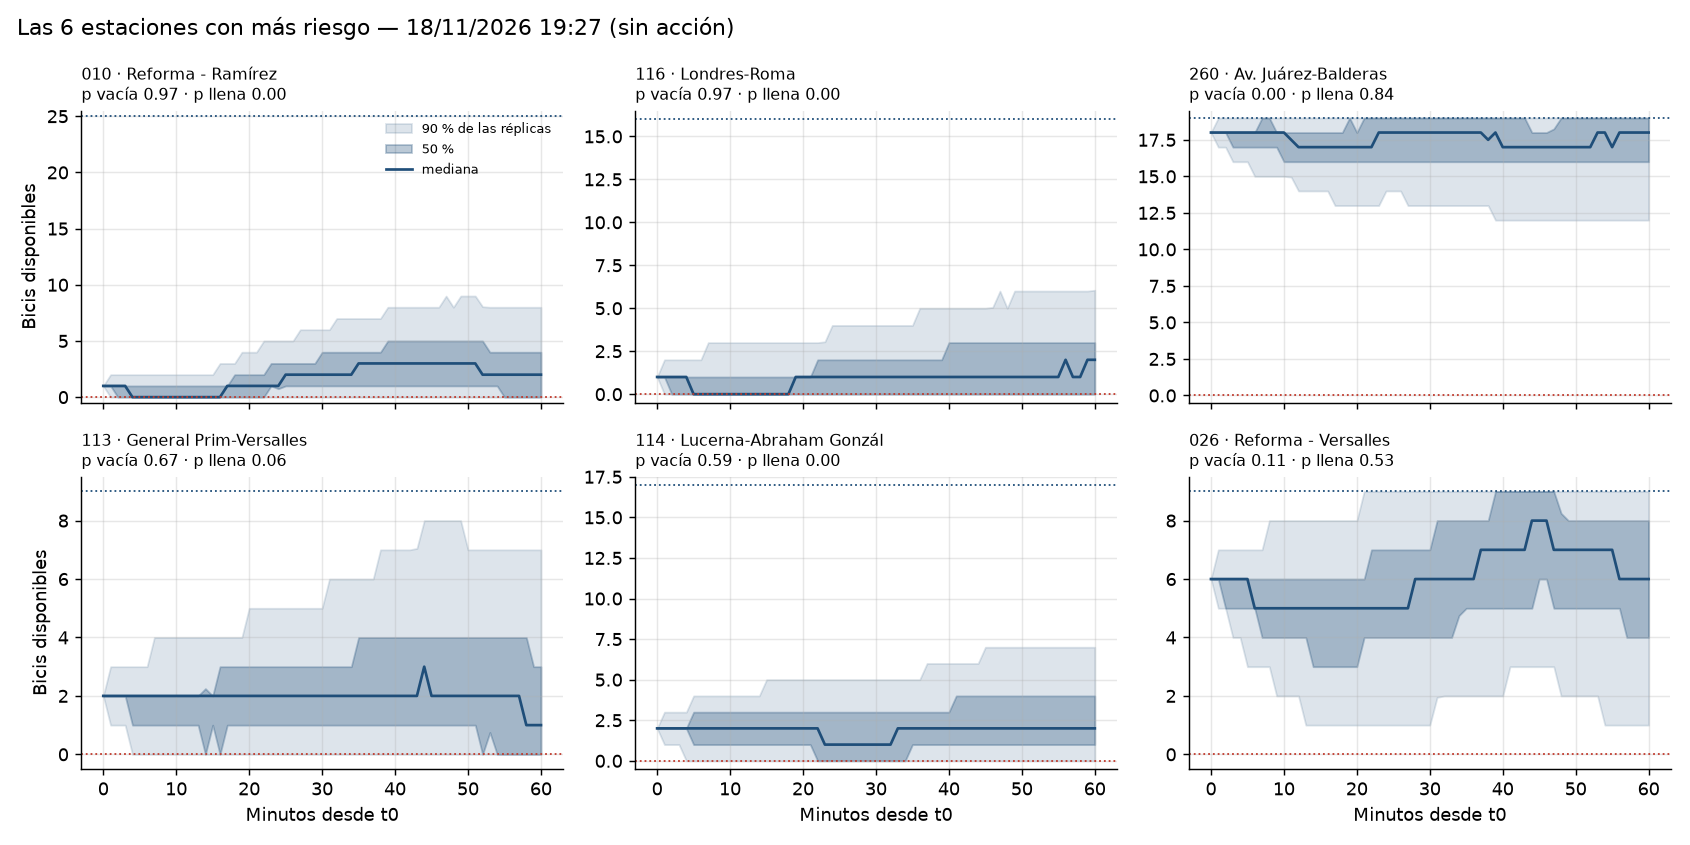 Las 6 estaciones con más riesgo — 18/11/2026 19:27 (sin acción)
010 · Reforma - Ramírez
p vacía 0.97 · p llena 0.00
25
20
15
10
5
0
Bicis disponibles
90 % de las réplicas
50 %
mediana
116 · Londres-Roma
p vacía 0.97 · p llena 0.00
15.0
12.5
10.0
7.5
5.0
2.5
0.0
260 · Av. Juárez-Balderas
p vacía 0.00 · p llena 0.84
17.5
15.0
12.5
10.0
7.5
5.0
2.5
0.0
113 · General Prim-Versalles
p vacía 0.67 · p llena 0.06
8
6
4
2
0
Bicis disponibles
0 10 20 30 40 50 60
Minutos desde t0
114 · Lucerna-Abraham Gonzál
p vacía 0.59 · p llena 0.00
17.5
15.0
12.5
10.0
7.5
5.0
2.5
0.0
0 10 20 30 40 50 60
Minutos desde t0
026 · Reforma - Versalles
p vacía 0.11 · p llena 0.53
8
6
4
2
0
0 10 20 30 40 50 60
Minutos desde t0